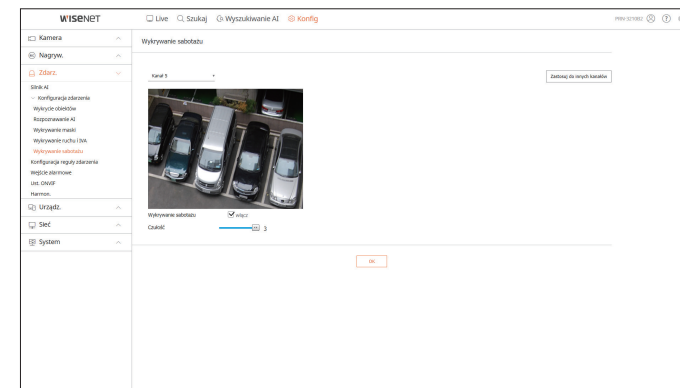 WISENET
Live Szukaj Wyszukiwanie AI Konfig
Kamera
Nagryw.
Zdarz.
Silnik AI
Konfiguracja zdarzenia
Wykrycie obiektów
Rozpoznawanie AI
Wykrywanie maski
Wykrywanie ruchu i IVA
Wykrywanie sabotażu
Konfiguracja reguły zdarzenia
Wejście alarmowe
Ust. ONVIF
Harmon.
Urządz.
Sieć
System
Wykrywanie sabotażu
Kanał 5
Zastosuj do innych kanałów
Wykrywanie sabotażu włącz
Czułość 3
OK